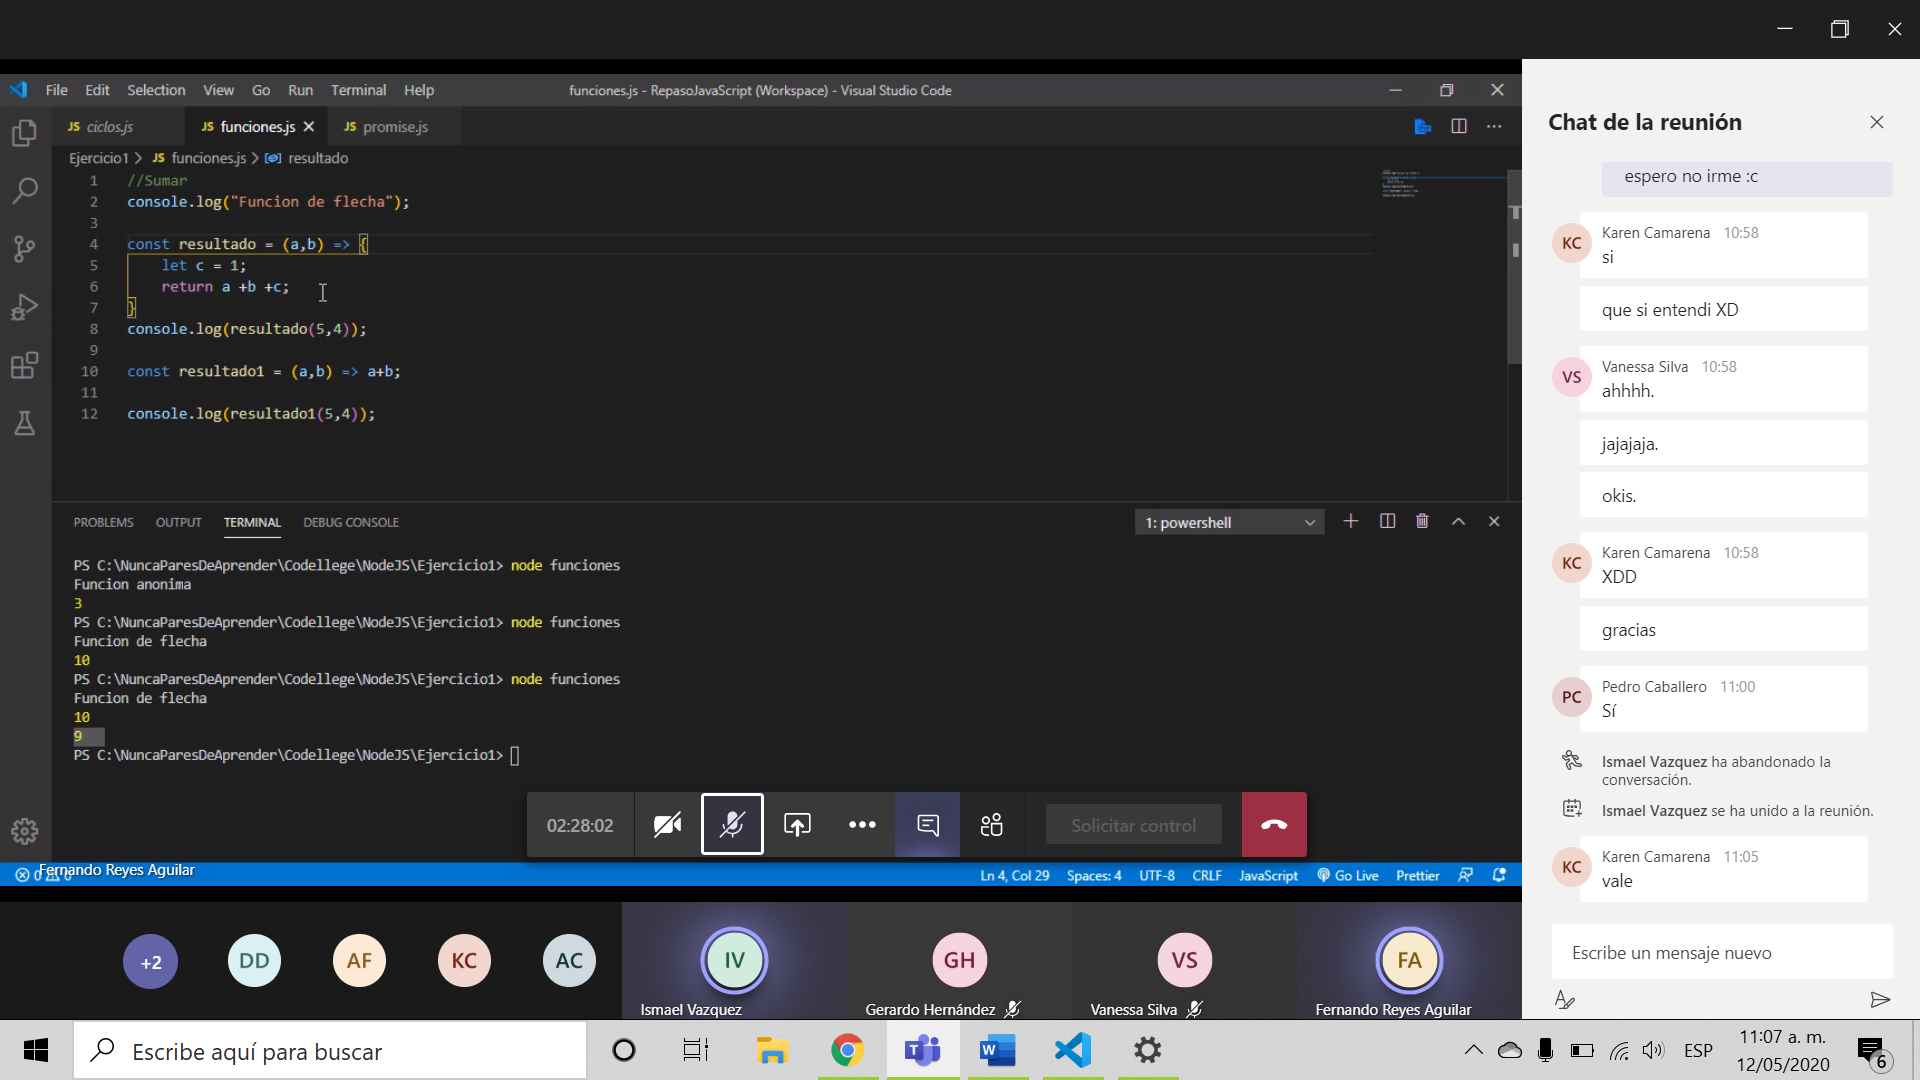 File Edit Selection View Go Run Terminal Help
funciones.js - RepasoJavaScript (Workspace) - Visual Studio Code
JS ciclos.js
JS funciones.js
JS promise.js
Ejercicio1 > JS funciones.js > resultado
1 //Sumar
2 console.log("Funcion de flecha");
3
4 const resultado = (a,b) => {
5 let c = 1;
6 return a +b +c;
7 }
8 console.log(resultado(5,4));
9
10 const resultado1 = (a,b) => a+b;
11
12 console.log(resultado1(5,4));
PROBLEMS OUTPUT TERMINAL DEBUG CONSOLE
1: powershell
PS C:\NuncaParesDeAprender\Codellege\NodeJS\Ejercicio1> node funciones
Funcion anonima
3
PS C:\NuncaParesDeAprender\Codellege\NodeJS\Ejercicio1> node funciones
Funcion de flecha
10
PS C:\NuncaParesDeAprender\Codellege\NodeJS\Ejercicio1> node funciones
Funcion de flecha
10
9
PS C:\NuncaParesDeAprender\Codellege\NodeJS\Ejercicio1>
02:28:02
Solicitar control
Fernando Reyes Aguilar
Ln 4, Col 29 Spaces: 4 UTF-8 CRLF JavaScript Go Live Prettier
+2
DD
AF
KC
AC
IV
Ismael Vazquez
GH
Gerardo Hernández
VS
Vanessa Silva
FA
Fernando Reyes Aguilar
Chat de la reunión
espero no irme :c
KC
Karen Camarena 10:58
si
que si entendi XD
VS
Vanessa Silva 10:58
ahhhh.
jajajaja.
okis.
KC
Karen Camarena 10:58
XDD
gracias
PC
Pedro Caballero 11:00
Sí
Ismael Vazquez ha abandonado la
conversación.
Ismael Vazquez se ha unido a la reunión.
KC
Karen Camarena 11:05
vale
Escribe un mensaje nuevo
Escribe aquí para buscar
ESP
11:07 a. m.
12/05/2020
6